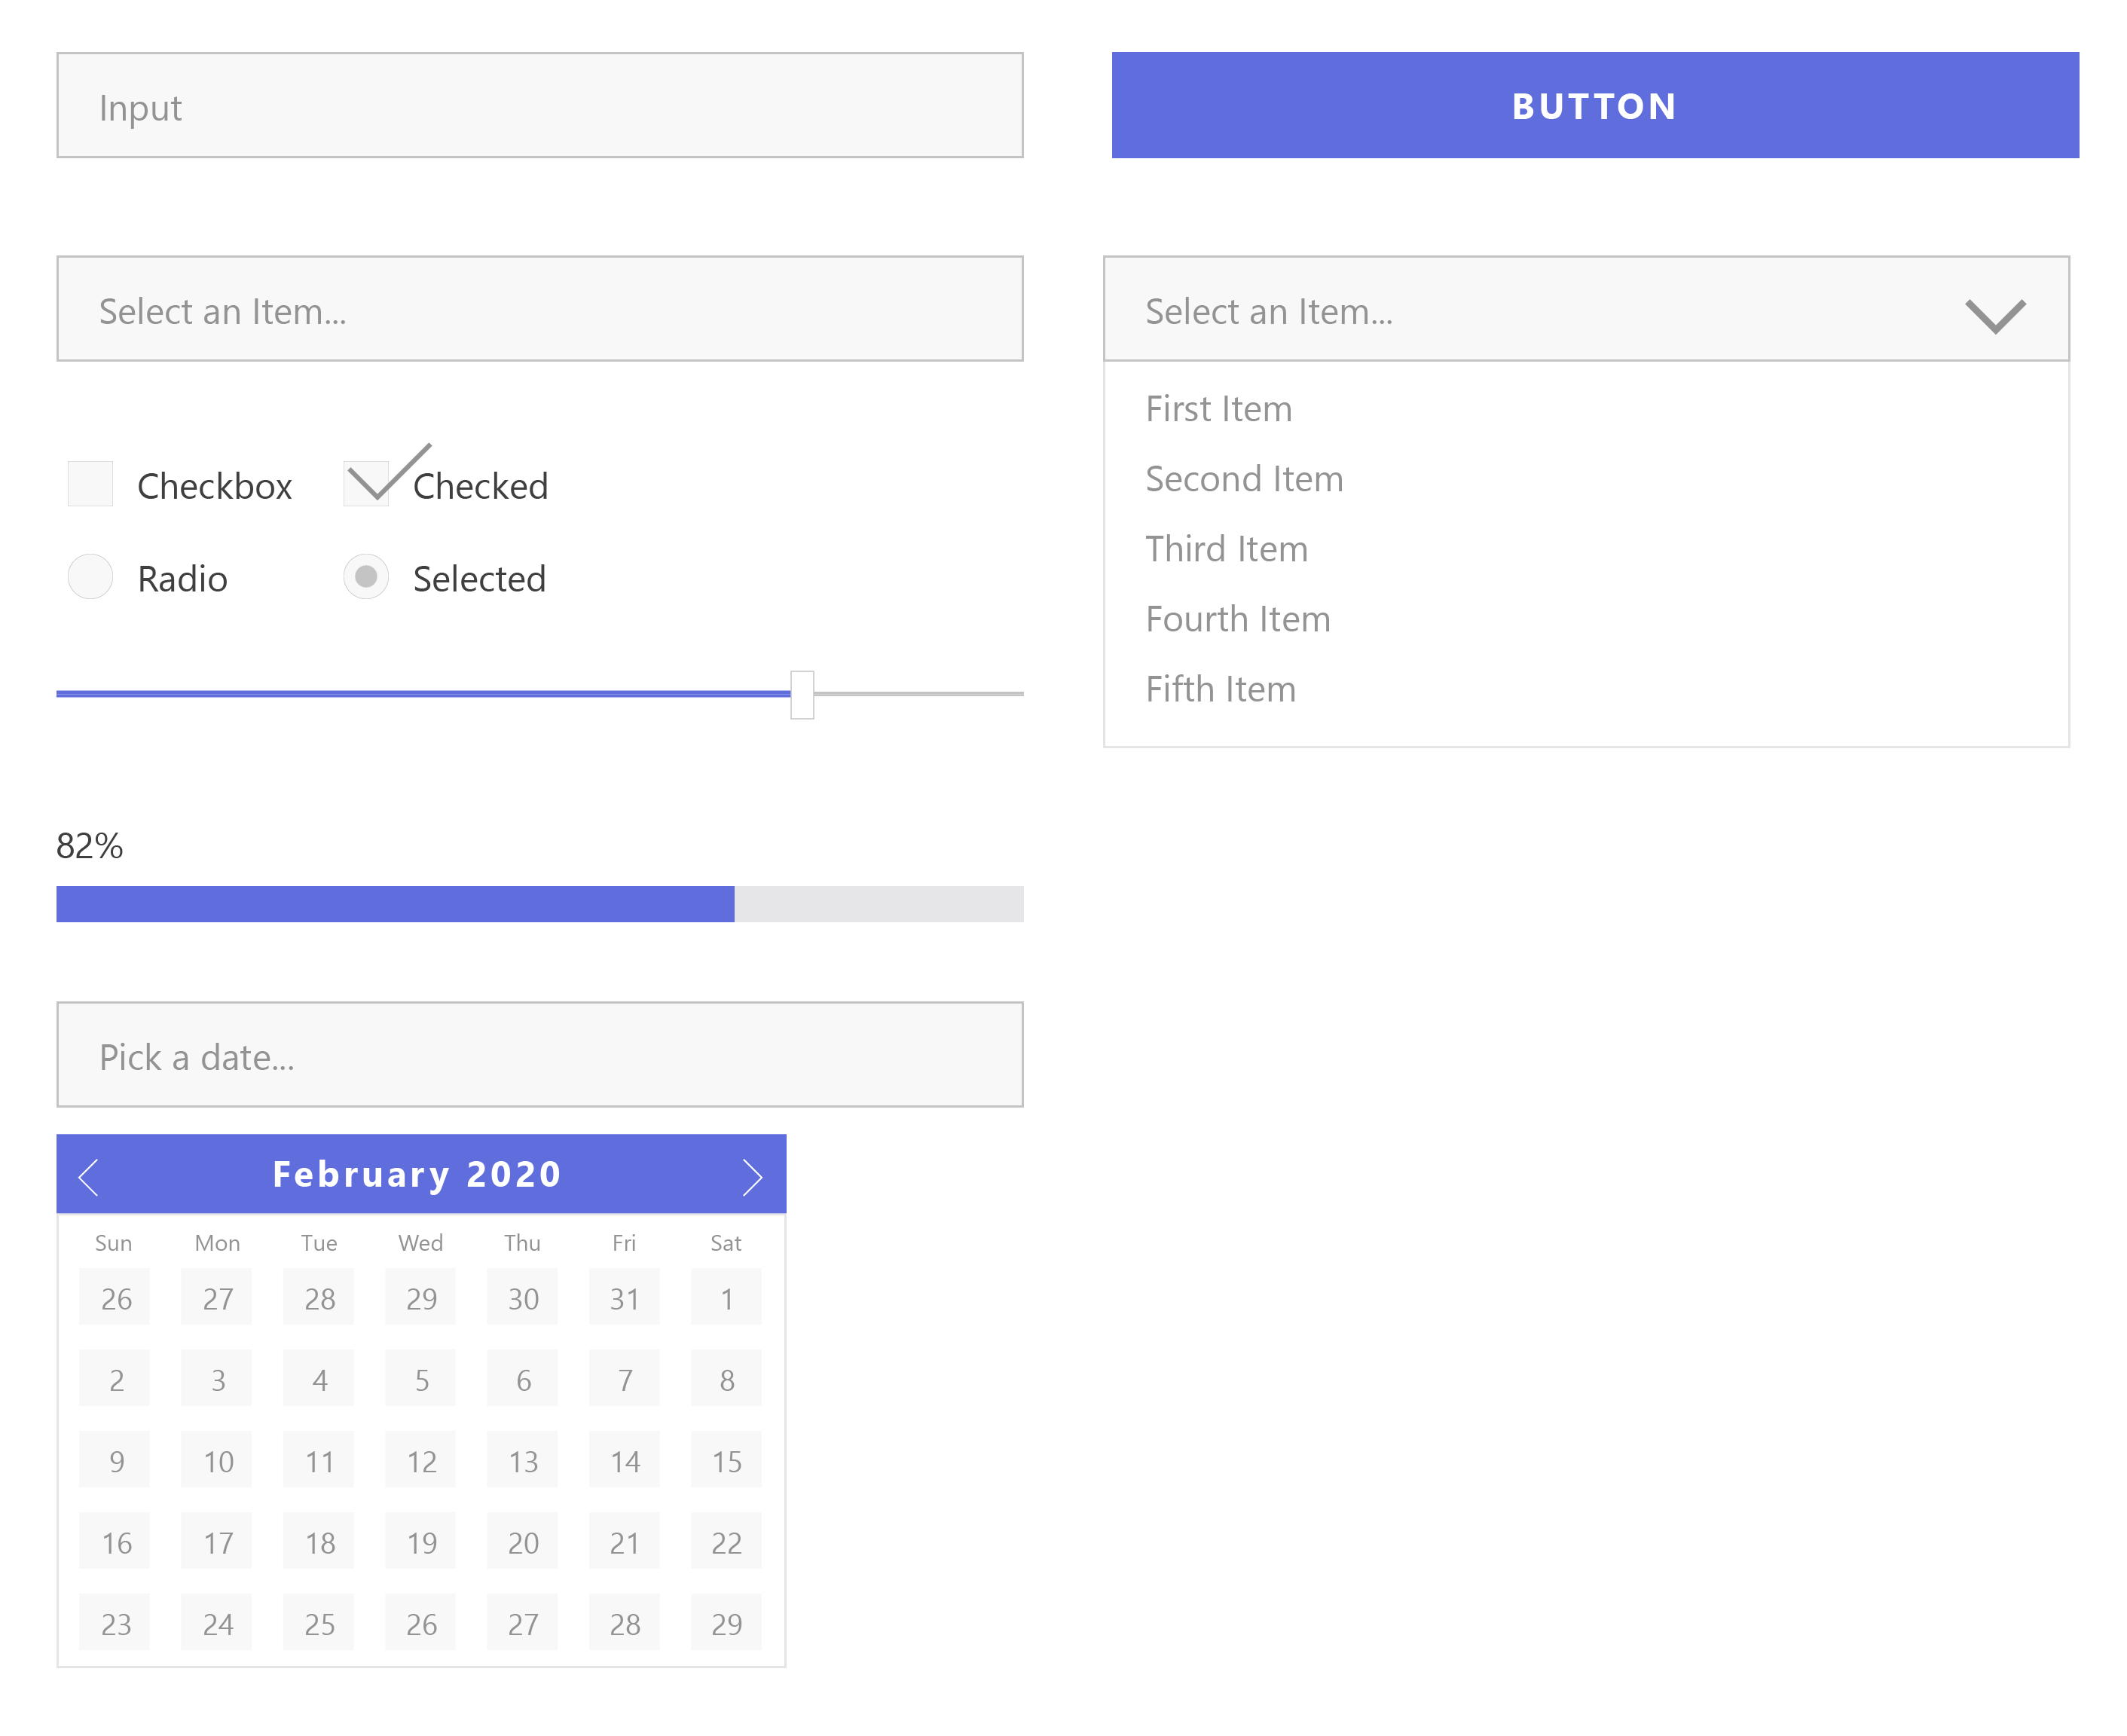 Input
BUTTON
Select an Item...
Select an Item...
First Item
Second Item
Third Item
Fourth Item
Fifth Item
Checkbox
Checked
Radio
Selected
82%
Pick a date...
February 2020
Sun Mon Tue Wed Thu Fri Sat
26 27 28 29 30 31 1
2 3 4 5 6 7 8
9 10 11 12 13 14 15
16 17 18 19 20 21 22
23 24 25 26 27 28 29